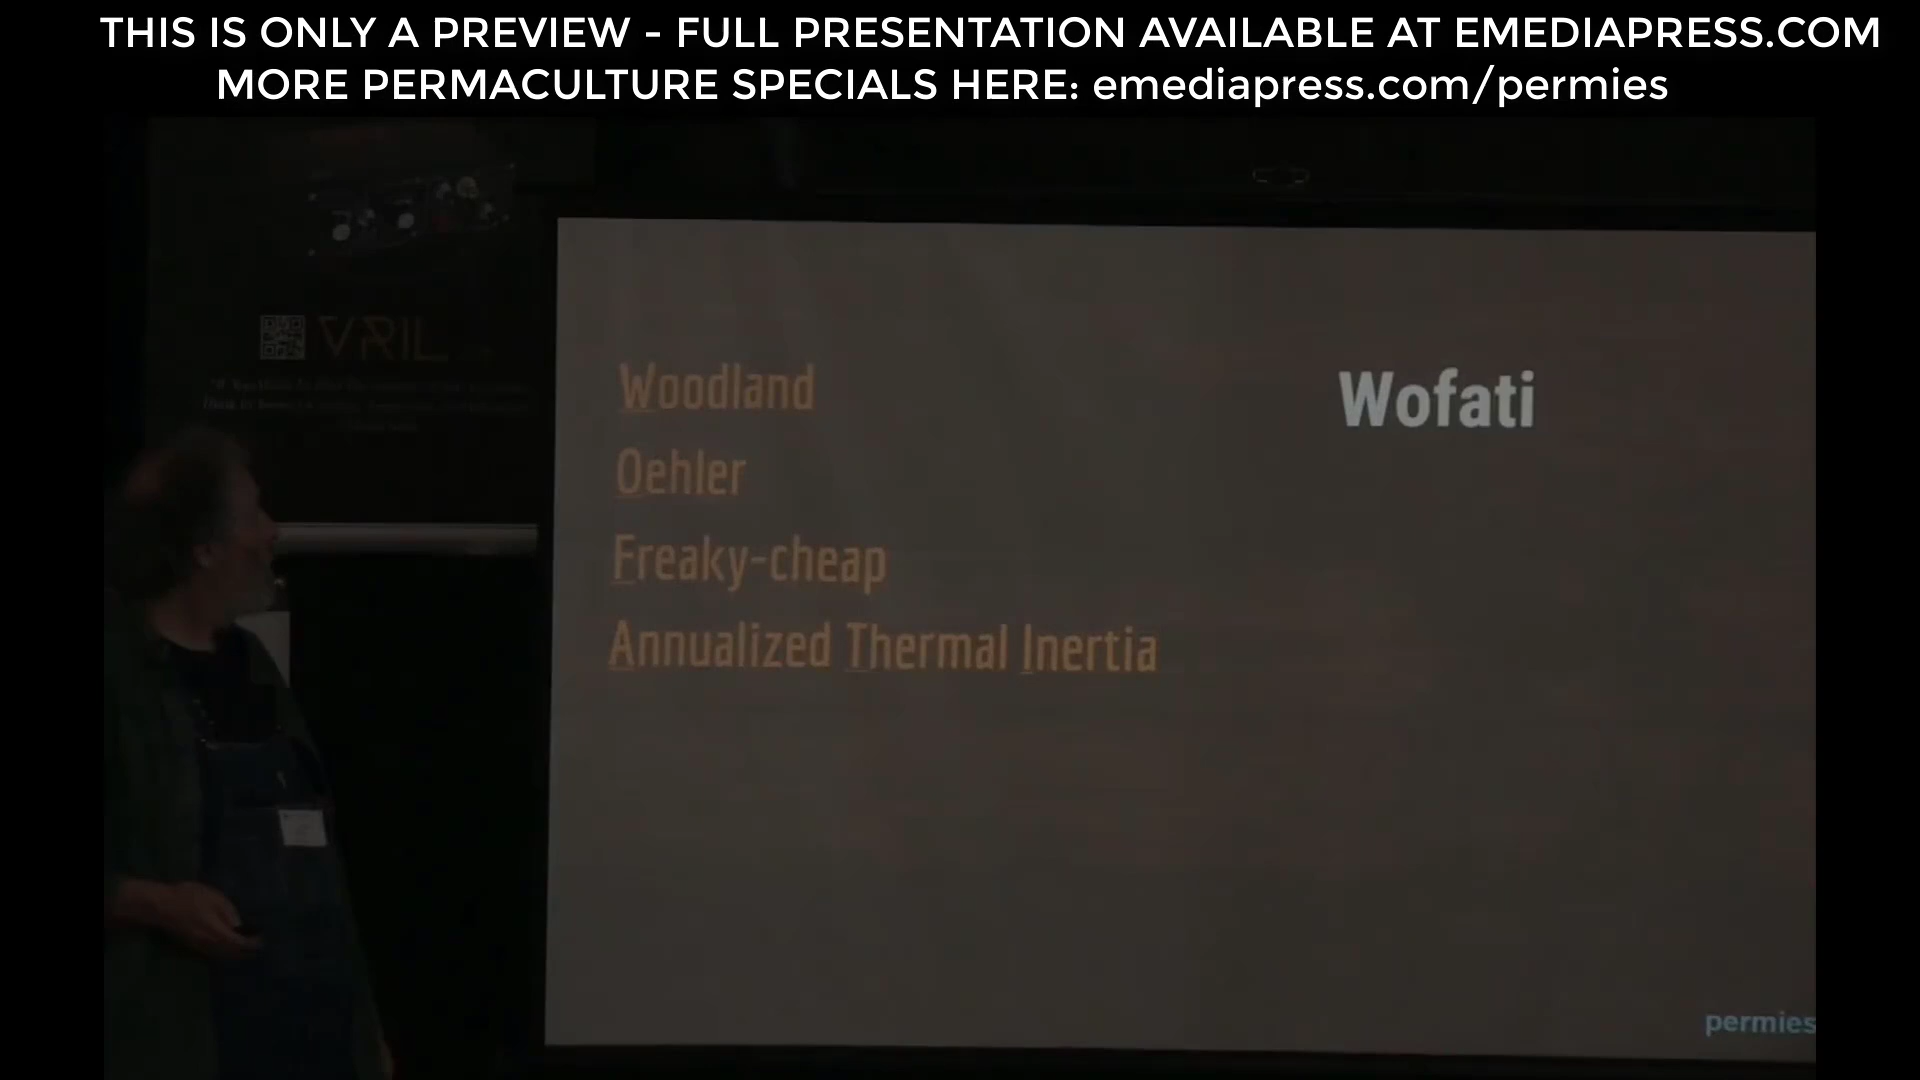 THIS IS ONLY A PREVIEW - FULL PRESENTATION AVAILABLE AT EMEDIAPRESS.COM
MORE PERMACULTURE SPECIALS HERE: emediapress.com/permies
VRIL
Woodland
Wofati
Oehler
Freaky-cheap
Annualized Thermal Inertia
permies